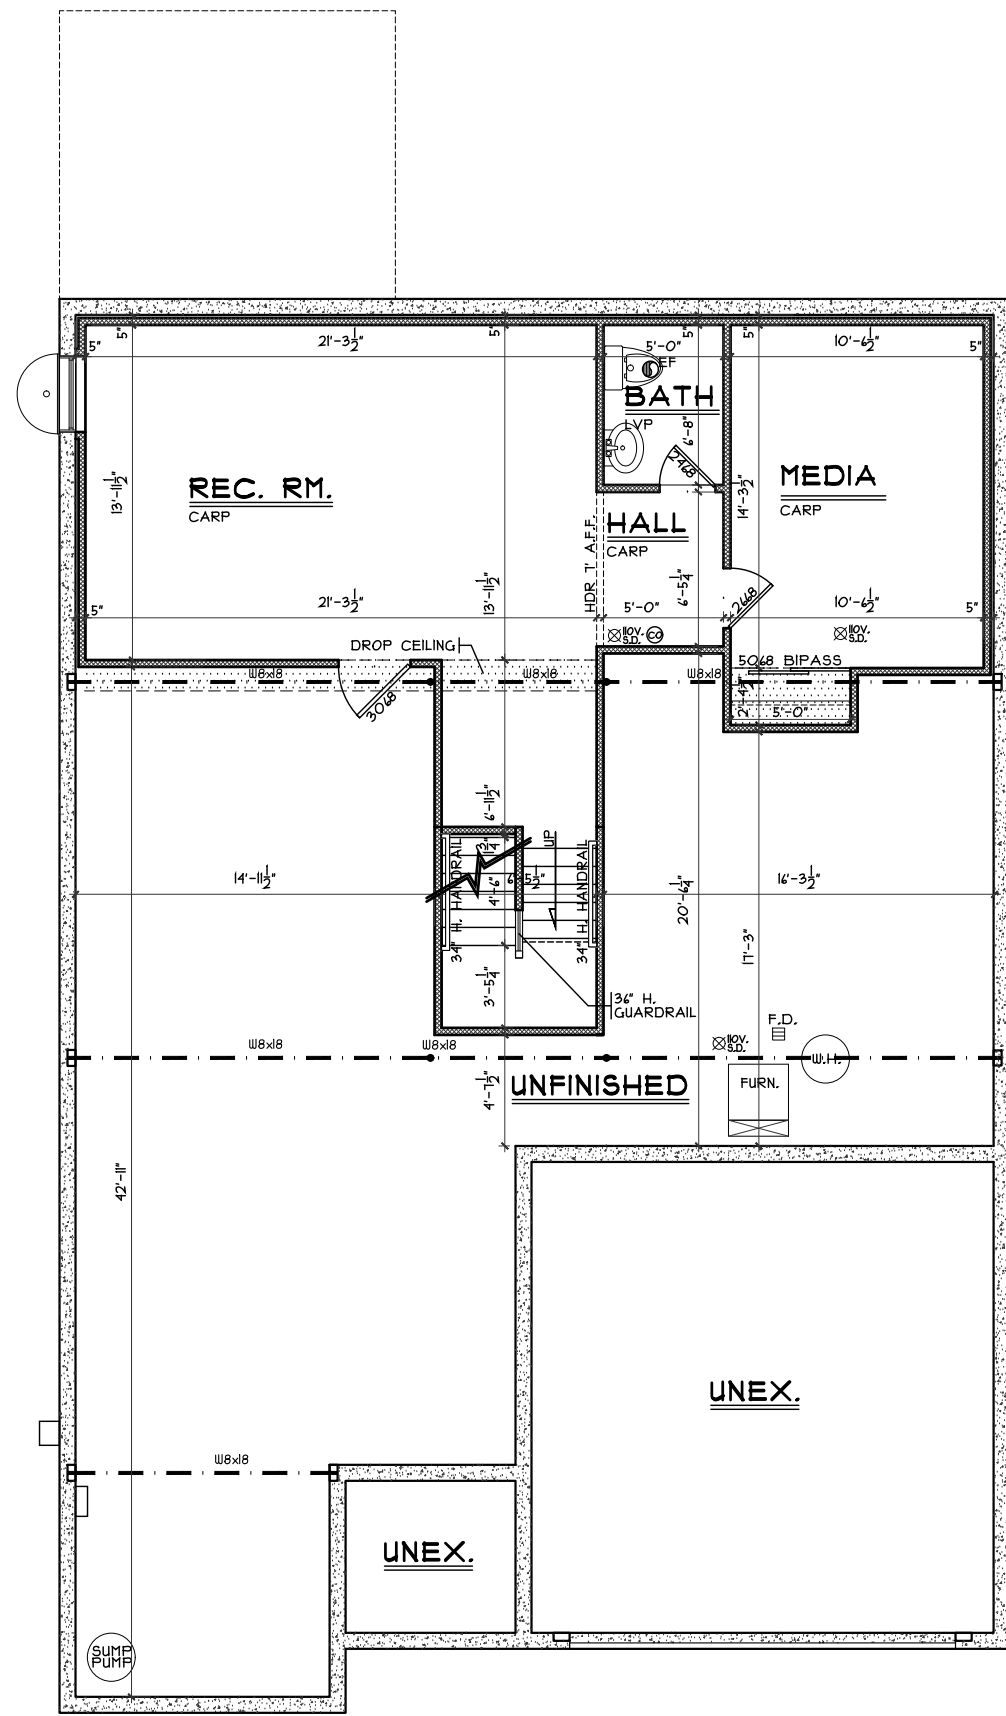 5"
5"
21'-3 1/2"
5"
5"
5'-0"
5"
10'-6 1/2"
5"
EF
BATH
LVP
6'-8"
2468
13'-11 1/2"
REC. RM.
CARP
MEDIA
CARP
14'-3 1/2"
HALL
CARP
HDR 7' A.F.F.
13'-11 1/2"
6'-5 1/4"
2668
5"
21'-3 1/2"
5'-0"
10'-6 1/2"
5"
110V.
S.D.
CO
110V.
S.D.
DROP CEILING
5068 BIPASS
W8x18
W8x18
W8x18
3068
2'-4 1/2"
5'-0"
6'-11 1/2"
UP
34" H. HANDRAIL
34" H. HANDRAIL
4'-6"
14'-11 1/2"
16'-3 1/2"
20'-6 1/4"
17'-3"
3'-5 1/4"
36" H.
GUARDRAIL
F.D.
110V.
S.D.
W8x18
W8x18
W.H.
FURN.
4'-7 1/2"
UNFINISHED
42'-11"
UNEX.
W8x18
UNEX.
SUMP
PUMP